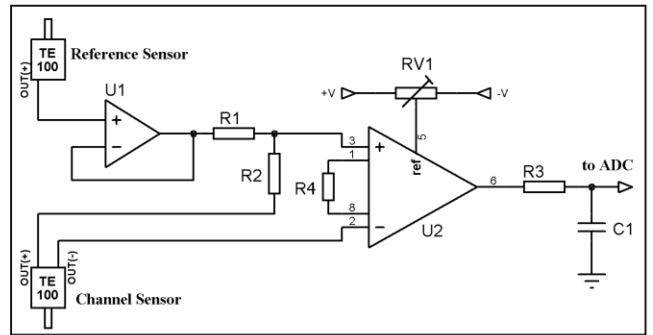 TE
100
Reference Sensor
OUT(+)
U1
+
−
R1
R2
R4
3
1
8
2
+
−
U2
+V
RV1
-V
5
ref
6
R3
to ADC
C1
OUT(+)
OUT(-)
TE
100
Channel Sensor